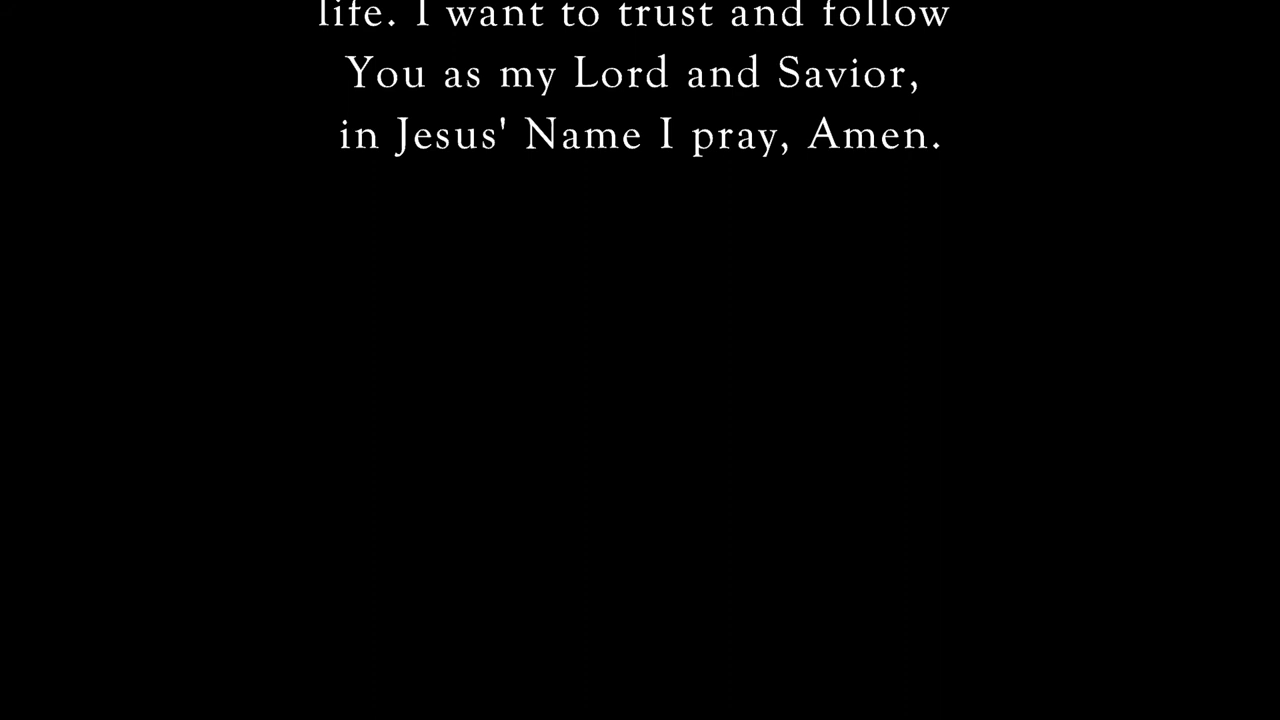 life. I want to trust and follow
You as my Lord and Savior,
in Jesus' Name I pray, Amen.